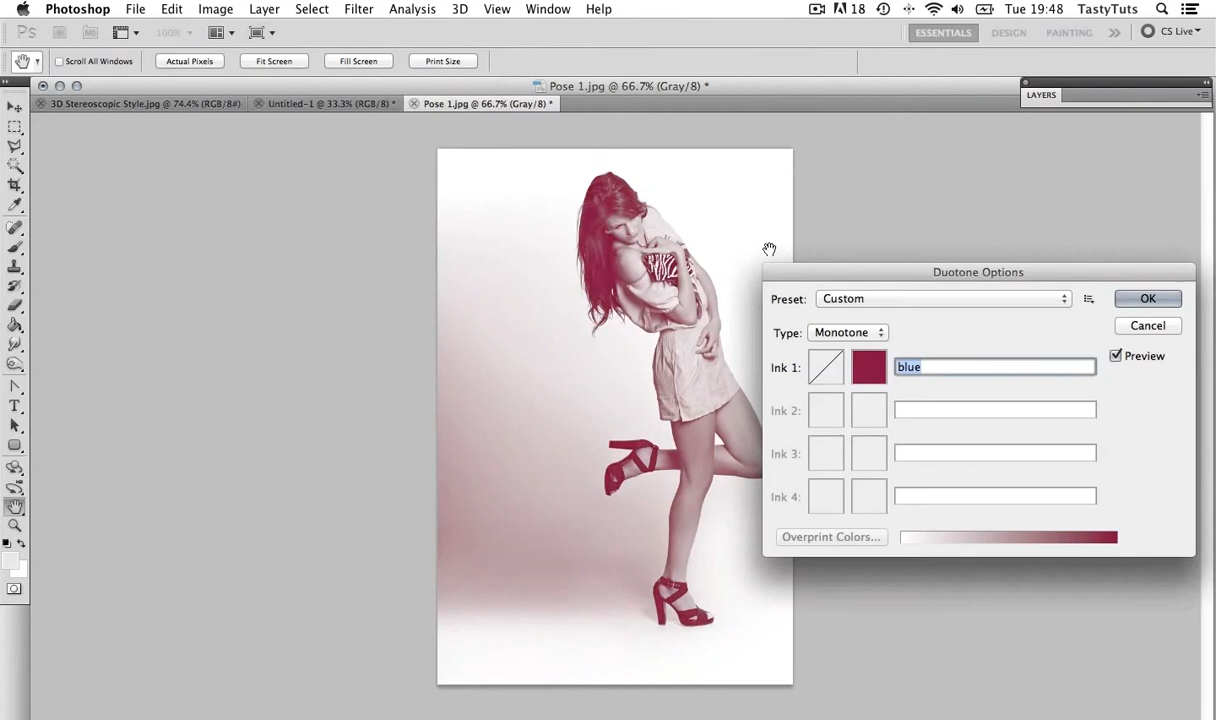 Photoshop File Edit Image Layer Select Filter Analysis 3D View Window Help 18 Tue 19:48 TastyTuts
Ps Br Mb 100% ESSENTIALS DESIGN PAINTING CS Live
Scroll All Windows Actual Pixels Fit Screen Fill Screen Print Size
Pose 1.jpg @ 66.7% (Gray/8) *
3D Stereoscopic Style.jpg @ 74.4% (RGB/8#) Untitled-1 @ 33.3% (RGB/8) * Pose 1.jpg @ 66.7% (Gray/8) * LAYERS
Duotone Options
Preset: Custom OK
Type: Monotone Cancel
Preview
Ink 1: blue
Ink 2:
Ink 3:
Ink 4:
Overprint Colors...